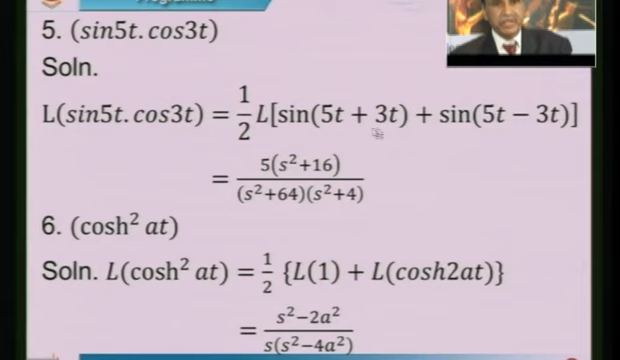 Programme
5. (sin5t. cos3t)
Soln.
L(sin5t. cos3t) = 1/2 L[sin(5t + 3t) + sin(5t − 3t)]
= 5(s²+16) / (s²+64)(s²+4)
6. (cosh² at)
Soln. L(cosh² at) = 1/2 {L(1) + L(cosh2at)}
= s²−2a² / s(s²−4a²)